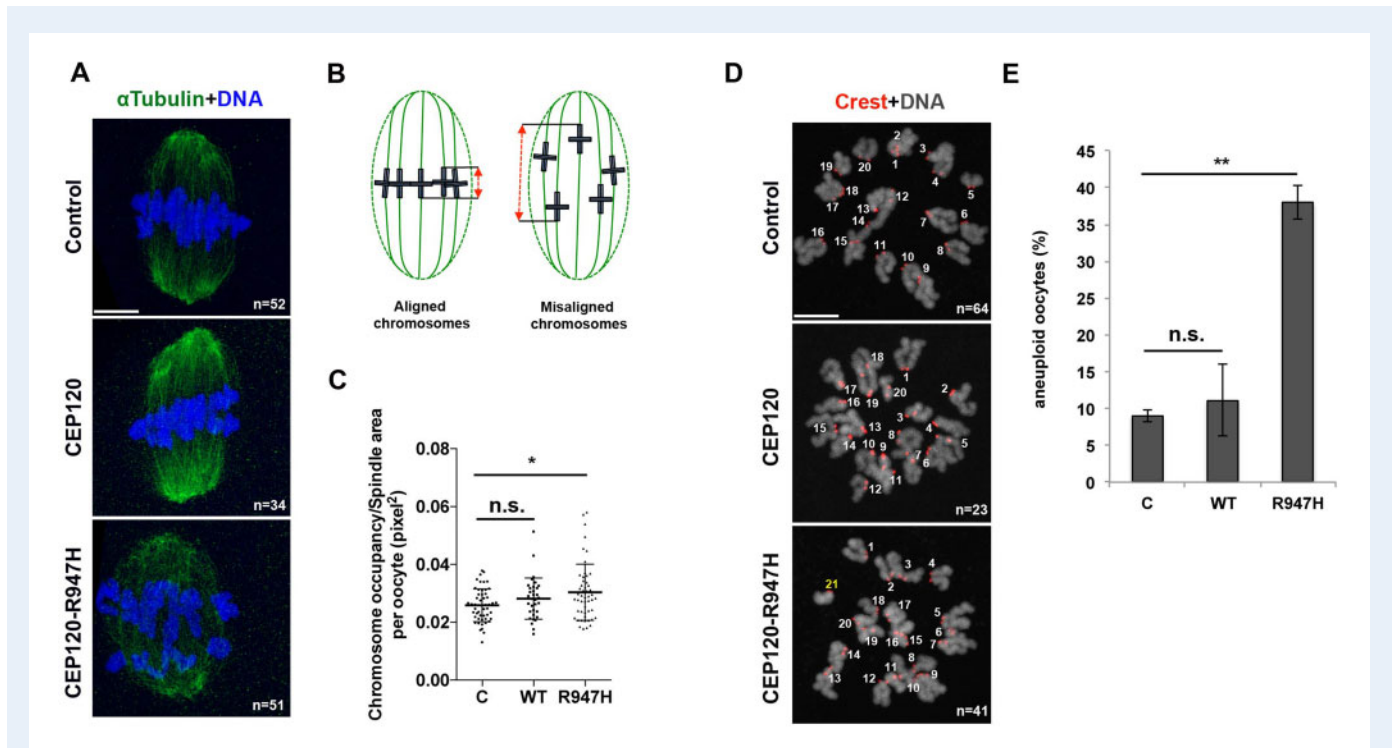 A
αTubulin+DNA
Control
n=52
CEP120
n=34
CEP120-R947H
n=51
B
Aligned
chromosomes
Misaligned
chromosomes
C
Chromosome occupancy/Spindle area
per oocyte (pixel²)
0.08
0.06
0.04
0.02
0.00
*
n.s.
C WT R947H
D
Crest+DNA
Control
2
3
19 20 1
4
5
18
17
12
13
14
7
6
16
15
11
10
8
9
n=64
CEP120
18
1
17
20
2
16
19
3
15
13
4
14
8
10
9
5
7
6
11
12
n=23
CEP120-R947H
1
3
4
2
21
18
17
5
20
19
16
15
6
7
14
8
11
13
12
10
9
n=41
E
aneuploid oocytes (%)
45
40
35
30
25
20
15
10
5
0
**
n.s.
C WT R947H